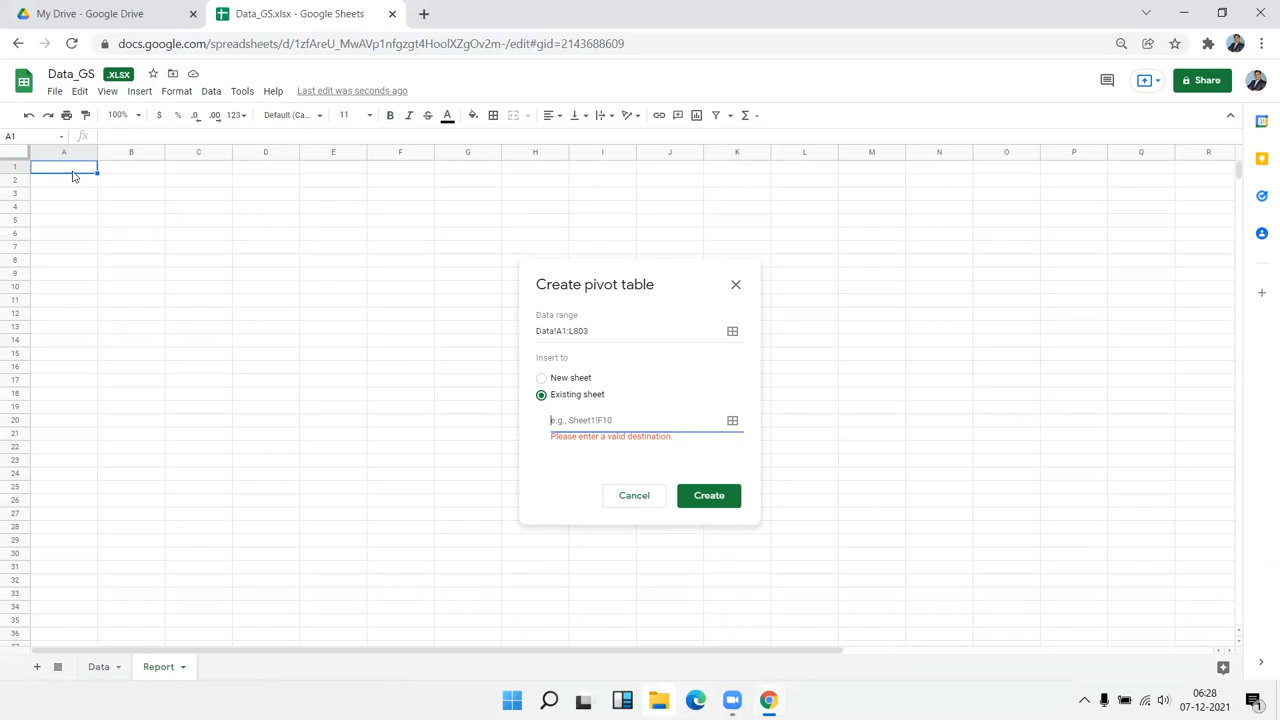 My Drive - Google Drive
Data_GS.xlsx - Google Sheets
docs.google.com/spreadsheets/d/1zfAreU_MwAVp1nfgzgt4HoolXZgOv2m-/edit#gid=2143688609
Data_GS .XLSX
File Edit View Insert Format Data Tools Help Last edit was seconds ago
Share
100% $ % .0 .00 123 Default (Ca... 11 B I S A Σ
A1 fx
A B C D E F G H I J K L M N O P Q R
1
2
3
4
5
6
7
8
9
10
11
12
13
14
15
16
17
18
19
20
21
22
23
24
25
26
27
28
29
30
31
32
33
34
35
36
Create pivot table
Data range
Data!A1:L803
Insert to
New sheet
Existing sheet
e.g., Sheet1!F10
Please enter a valid destination.
Cancel Create
Data Report
06:28
07-12-2021
1